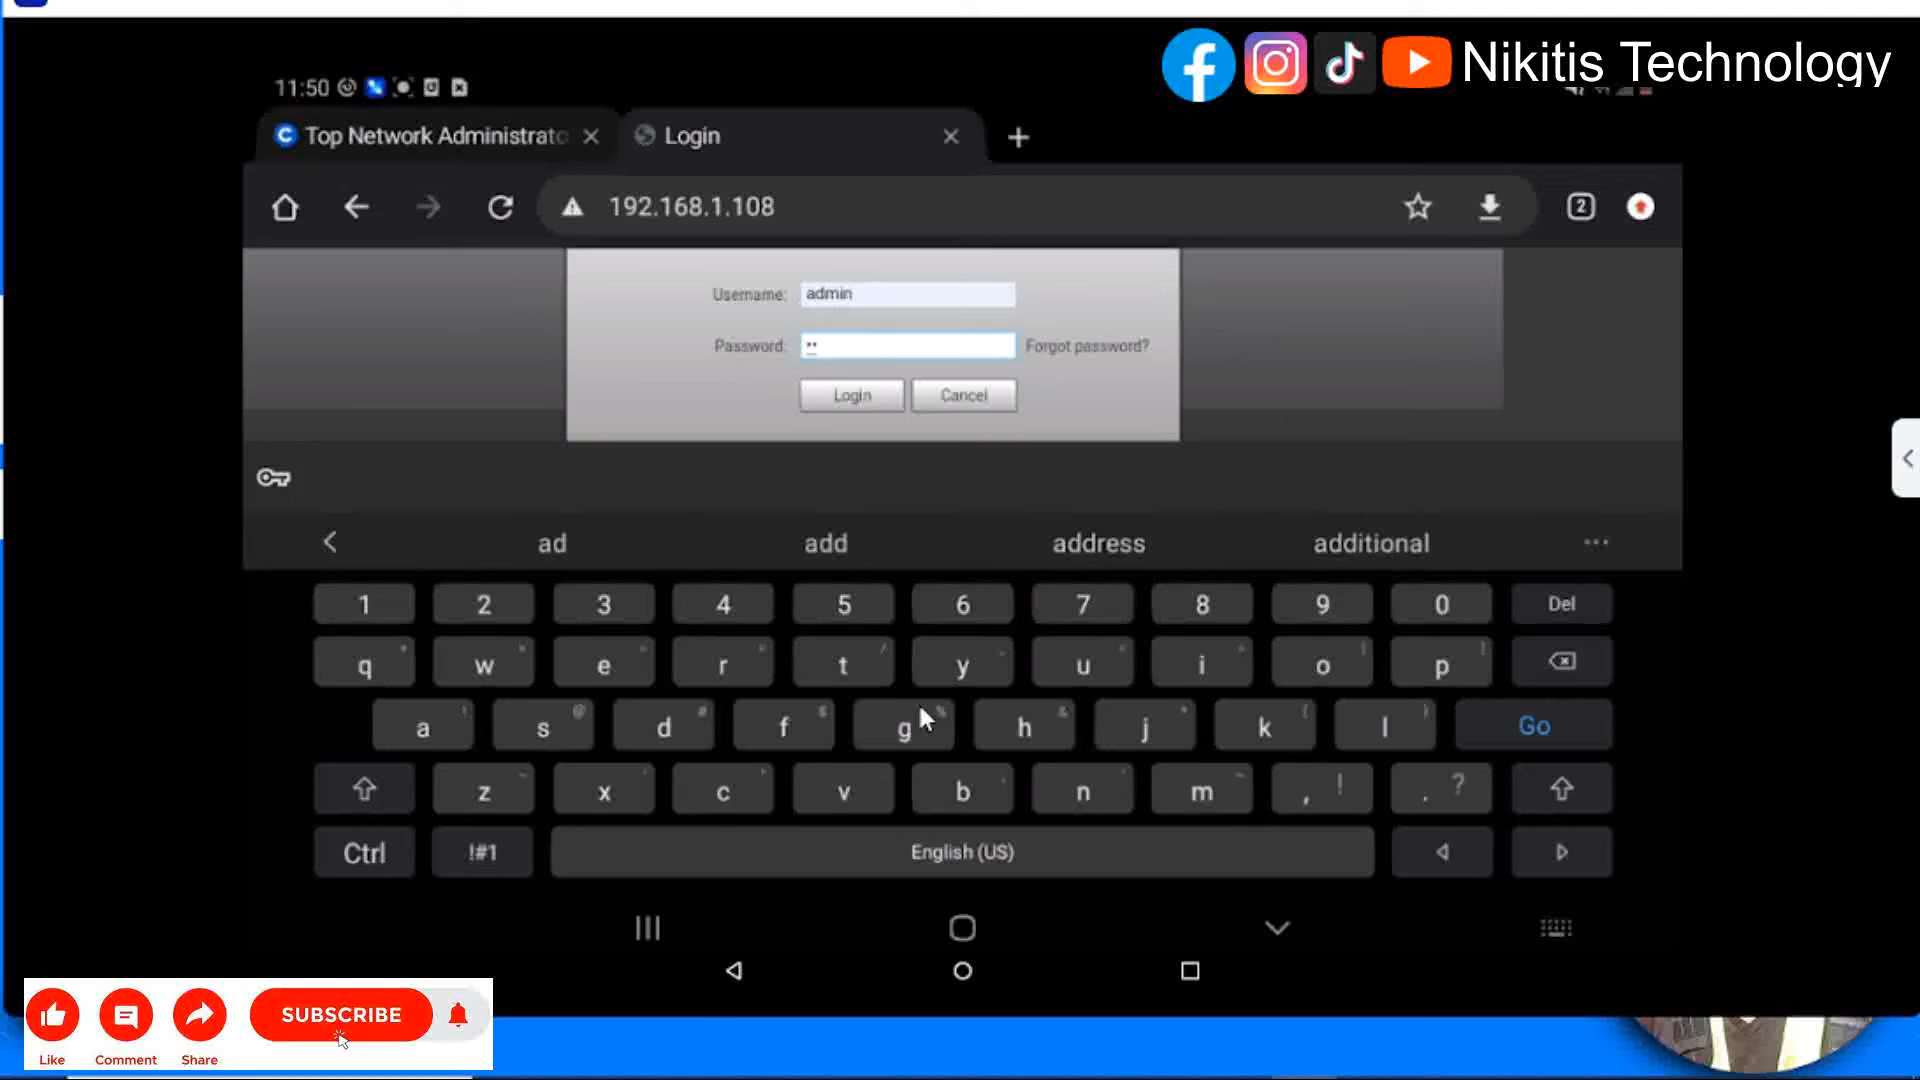 Nikitis Technology
11:50
Top Network Administrato
Login
192.168.1.108
2
Username: admin
Password: ••
Forgot password?
Login Cancel
ad add address additional ...
1 2 3 4 5 6 7 8 9 0 Del
q w e r t y u i o p
a s d f g h j k l Go
z x c v b n m , ! . ?
Ctrl !#1 English (US)
SUBSCRIBE
Like Comment Share